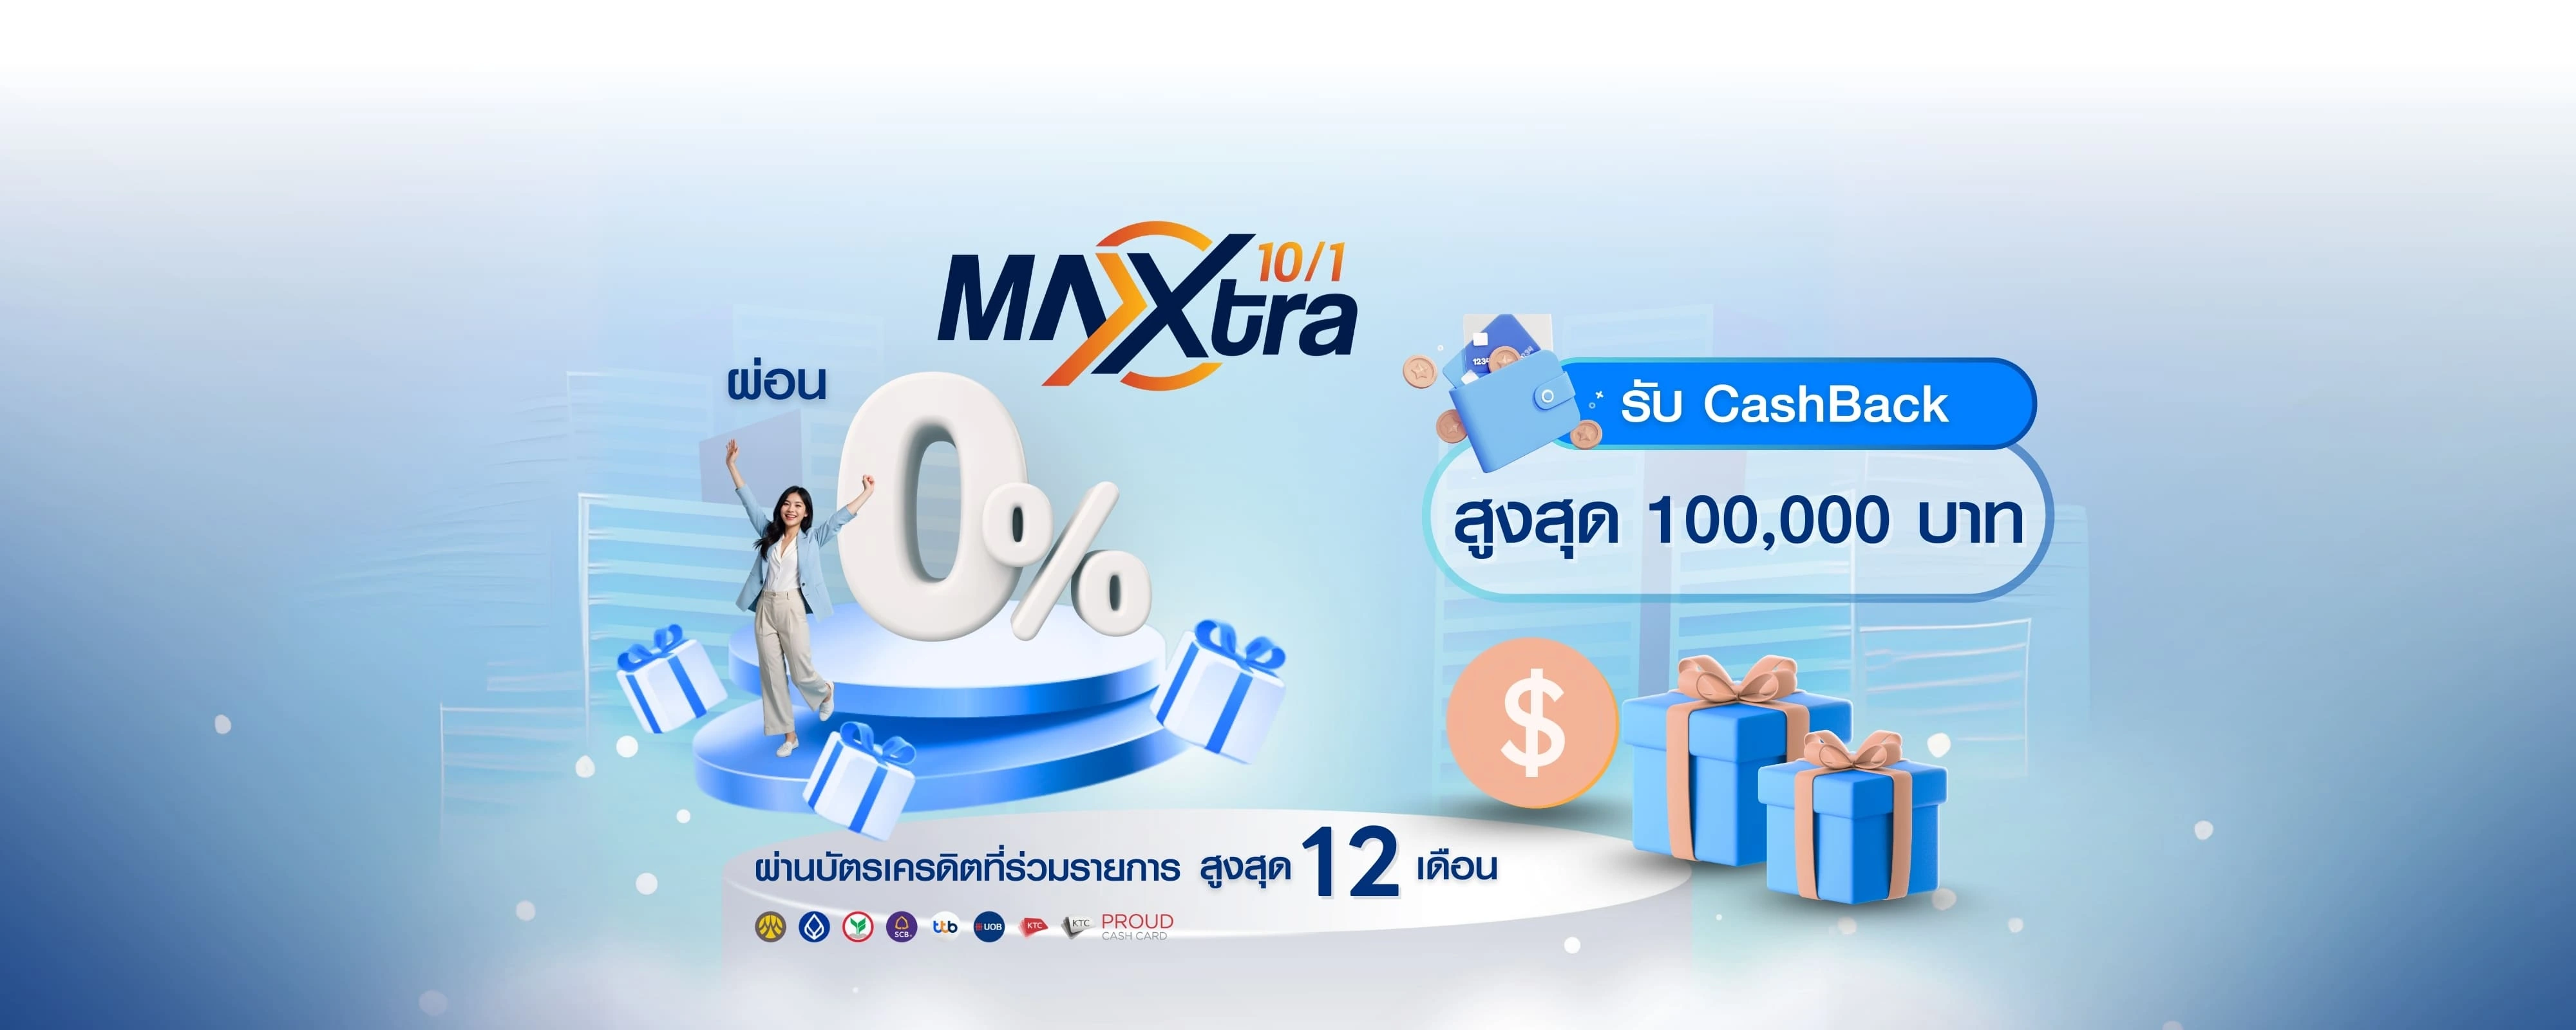 MAXtra 10/1
ผ่อน
0%
รับ CashBack
สูงสุด 100,000 บาท
ผ่านบัตรเครดิตที่ร่วมรายการ สูงสุด 12 เดือน
SCB ttb UOB KTC KTC PROUD
CASH CARD